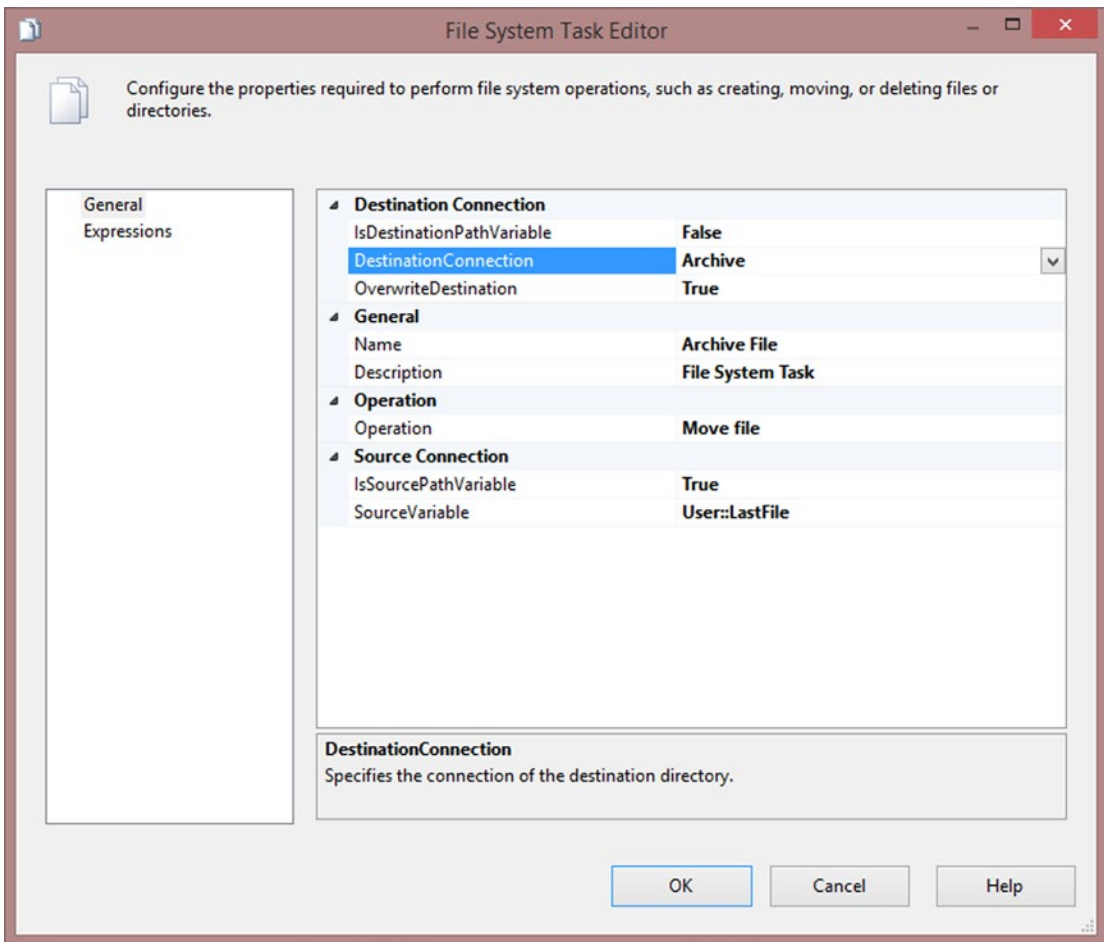 File System Task Editor
Configure the properties required to perform file system operations, such as creating, moving, or deleting files or
directories.
General
Expressions
Destination Connection
IsDestinationPathVariable False
DestinationConnection Archive
OverwriteDestination True
General
Name Archive File
Description File System Task
Operation
Operation Move file
Source Connection
IsSourcePathVariable True
SourceVariable User::LastFile
DestinationConnection
Specifies the connection of the destination directory.
OK Cancel Help